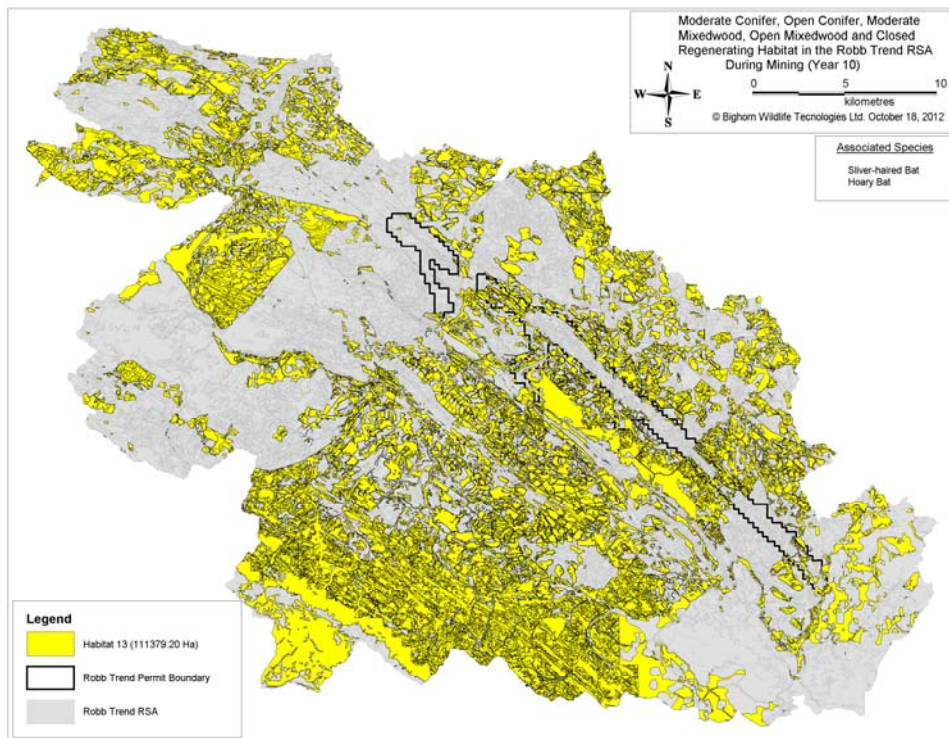 Moderate Conifer, Open Conifer, Moderate
Mixedwood, Open Mixedwood and Closed
Regenerating Habitat in the Robb Trend RSA
During Mining (Year 10)
N
W E
S
0 5 10
kilometres
© Bighorn Wildlife Tecnologies Ltd. October 18, 2012
Associated Species
Sliver-haired Bat
Hoary Bat
Legend
Habitat 13 (111379.20 Ha)
Robb Trend Permit Boundary
Robb Trend RSA